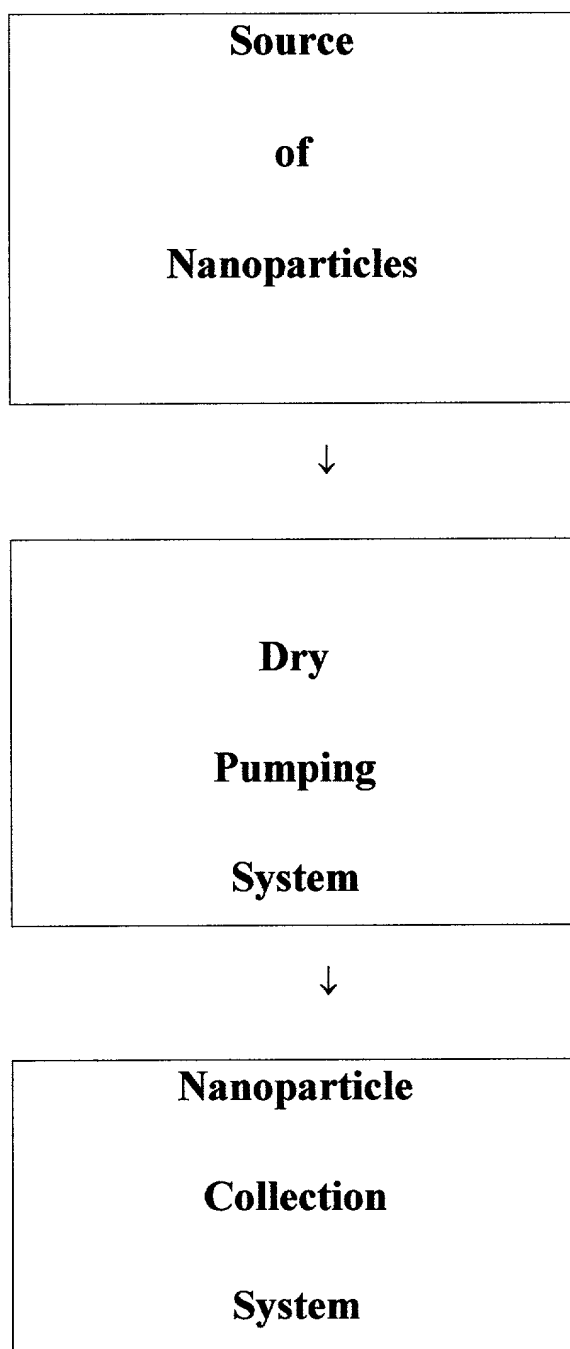 Source
of
Nanoparticles
↓
Dry
Pumping
System
↓
Nanoparticle
Collection
System